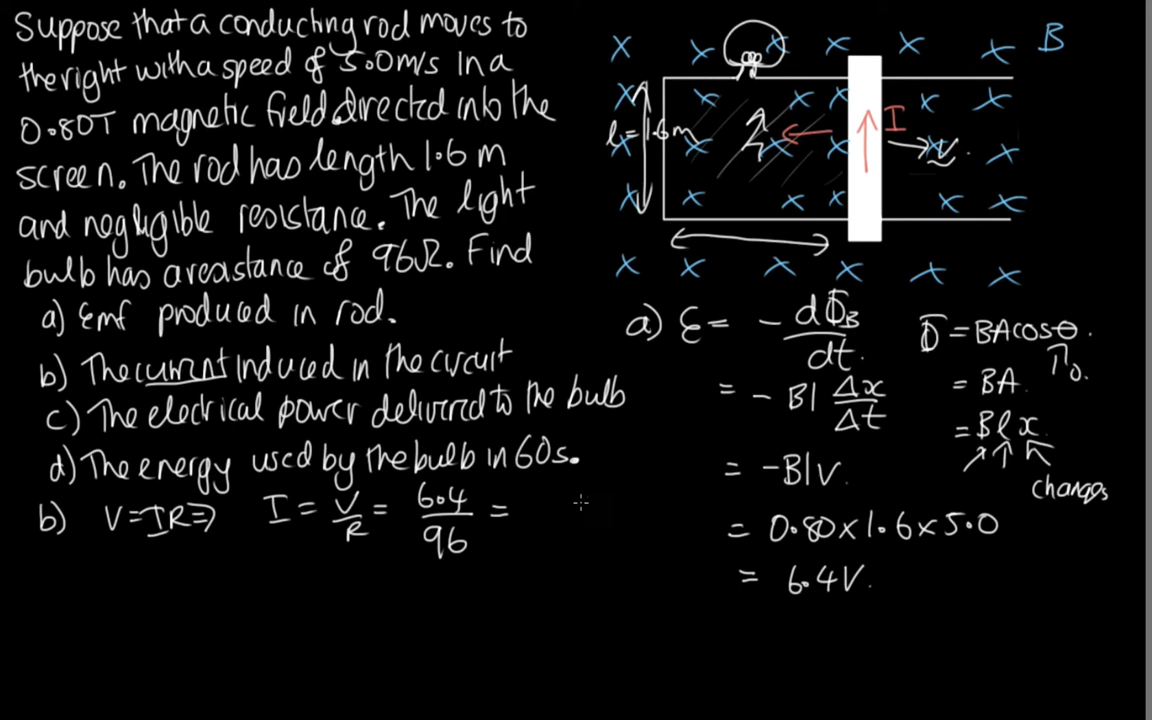 Suppose that a conducting rod moves to
the right with a speed of 5.0m/s in a
0.80T magnetic field directed into the
screen. The rod has length 1.6 m
and negligible resistance. The light
bulb has a reastance of 96Ω. Find
a) Emf produced in rod.
b) The current induced in the circuit
c) The electrical power delivered to the bulb
d) The energy used by the bulb in 60s.
b) V=IR⇒ I = V/R = 6.4/96 =
x x x x x x B
x x x x x x
l = 1.6m
I
x x x x x x
v.
x x x x x
x x x x x x
a) ε = - dΦB/dt.
= - Bl Δx/Δt
= -Blv.
= 0.80×1.6×5.0
= 6.4V.
Φ = BAcosθ.
0.
= BA.
= Blx.
changes